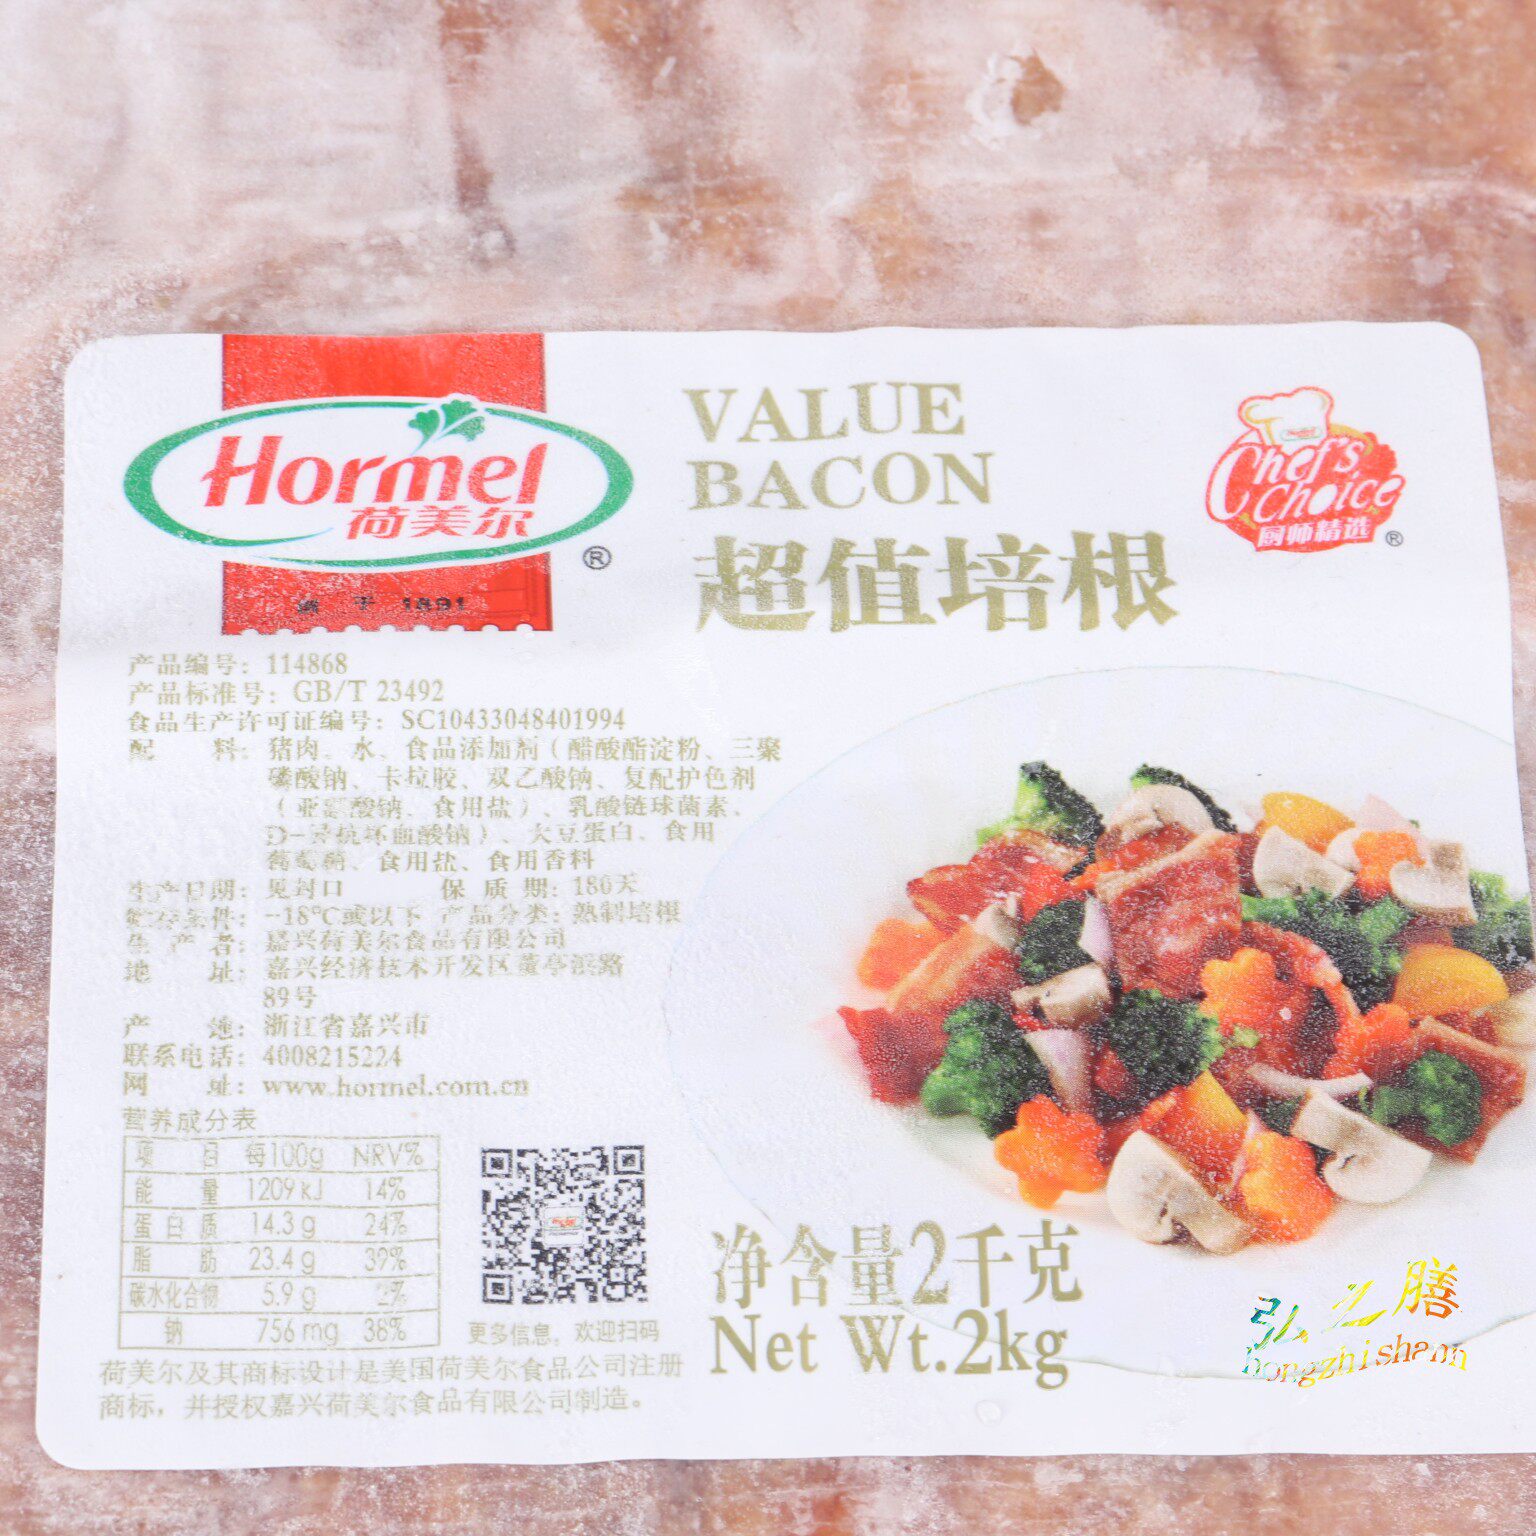 Hormel
荷美尔
®
于 1891
VALUE
BACON
超值培根
Chef's
Choice
厨师精选
®
产品编号：114868
产品标准号：GB/T 23492
食品生产许可证编号：SC10433048401994
配 料：猪肉、水、食品添加剂（醋酸酯淀粉、三聚
磷酸钠、卡拉胶、双乙酸钠、复配护色剂
（亚硝酸钠、食用盐）、乳酸链球菌素、
D-异抗坏血酸钠）、大豆蛋白、食用
葡萄糖、食用盐、食用香料
生产日期：见封口 保 质 期：180天
贮存条件：-18℃或以下 产品分类：熟制培根
生 产 者：嘉兴荷美尔食品有限公司
地 址：嘉兴经济技术开发区董亭浜路
89号
产 地：浙江省嘉兴市
联系电话：4008215224
网 址：www.hormel.com.cn
营养成分表
项 目 每100g NRV%
能 量 1209 kJ 14%
蛋白质 14.3 g 24%
脂 肪 23.4 g 39%
碳水化合物 5.9 g 2%
钠 756 mg 38%
更多信息，欢迎扫码
荷美尔及其商标设计是美国荷美尔食品公司注册
商标，并授权嘉兴荷美尔食品有限公司制造。
净含量2千克
Net Wt.2kg
弘之膳
hongzhishann